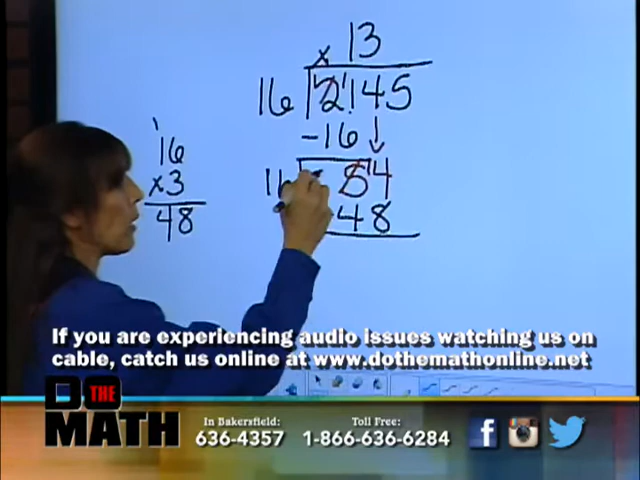 x 13
16 2145
-16
16
x3
48
54
48
If you are experiencing audio issues watching us on
cable, catch us online at www.dothemathonline.net
DO THE
MATH
In Bakersfield:
636-4357
Toll Free:
1-866-636-6284
f
Instagram